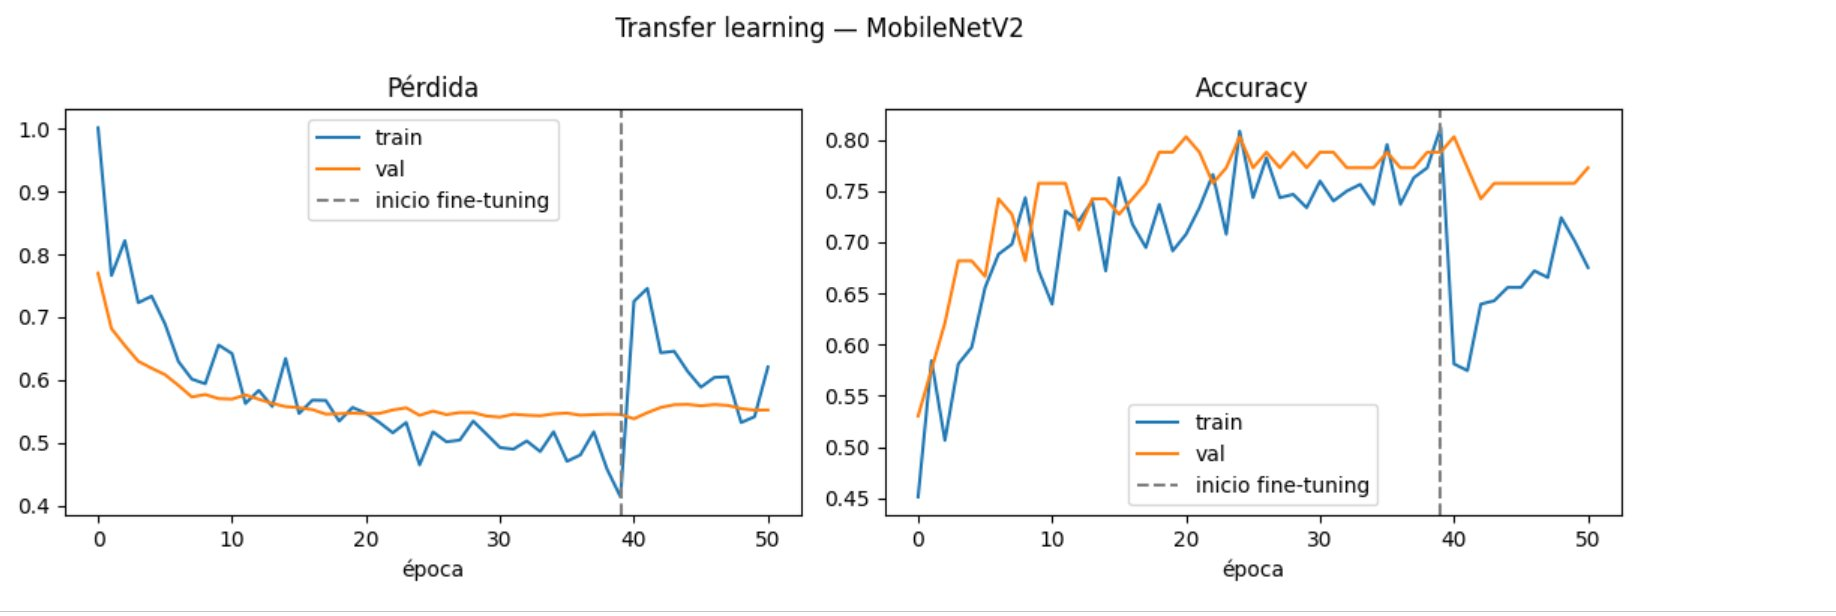 Transfer learning — MobileNetV2
Pérdida
1.0
0.9
0.8
0.7
0.6
0.5
0.4
train
val
inicio fine-tuning
0 10 20 30 40 50
época
Accuracy
0.80
0.75
0.70
0.65
0.60
0.55
0.50
0.45
train
val
inicio fine-tuning
0 10 20 30 40 50
época